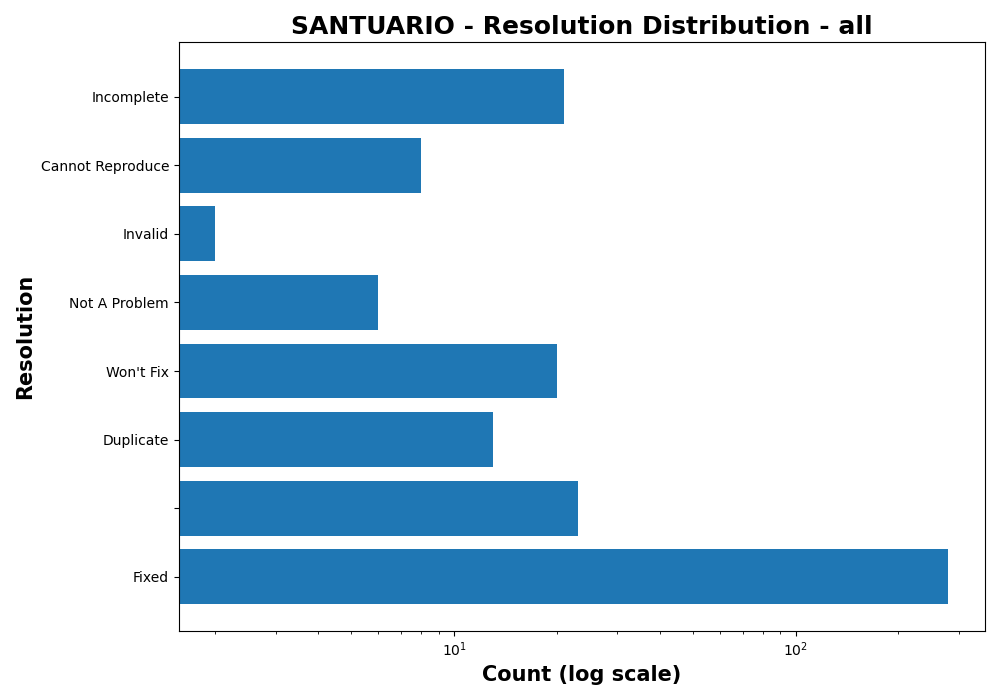 SANTUARIO - Resolution Distribution - all
Incomplete
Cannot Reproduce
Invalid
Not A Problem
Won't Fix
Duplicate
Fixed
Resolution
10¹
10²
Count (log scale)